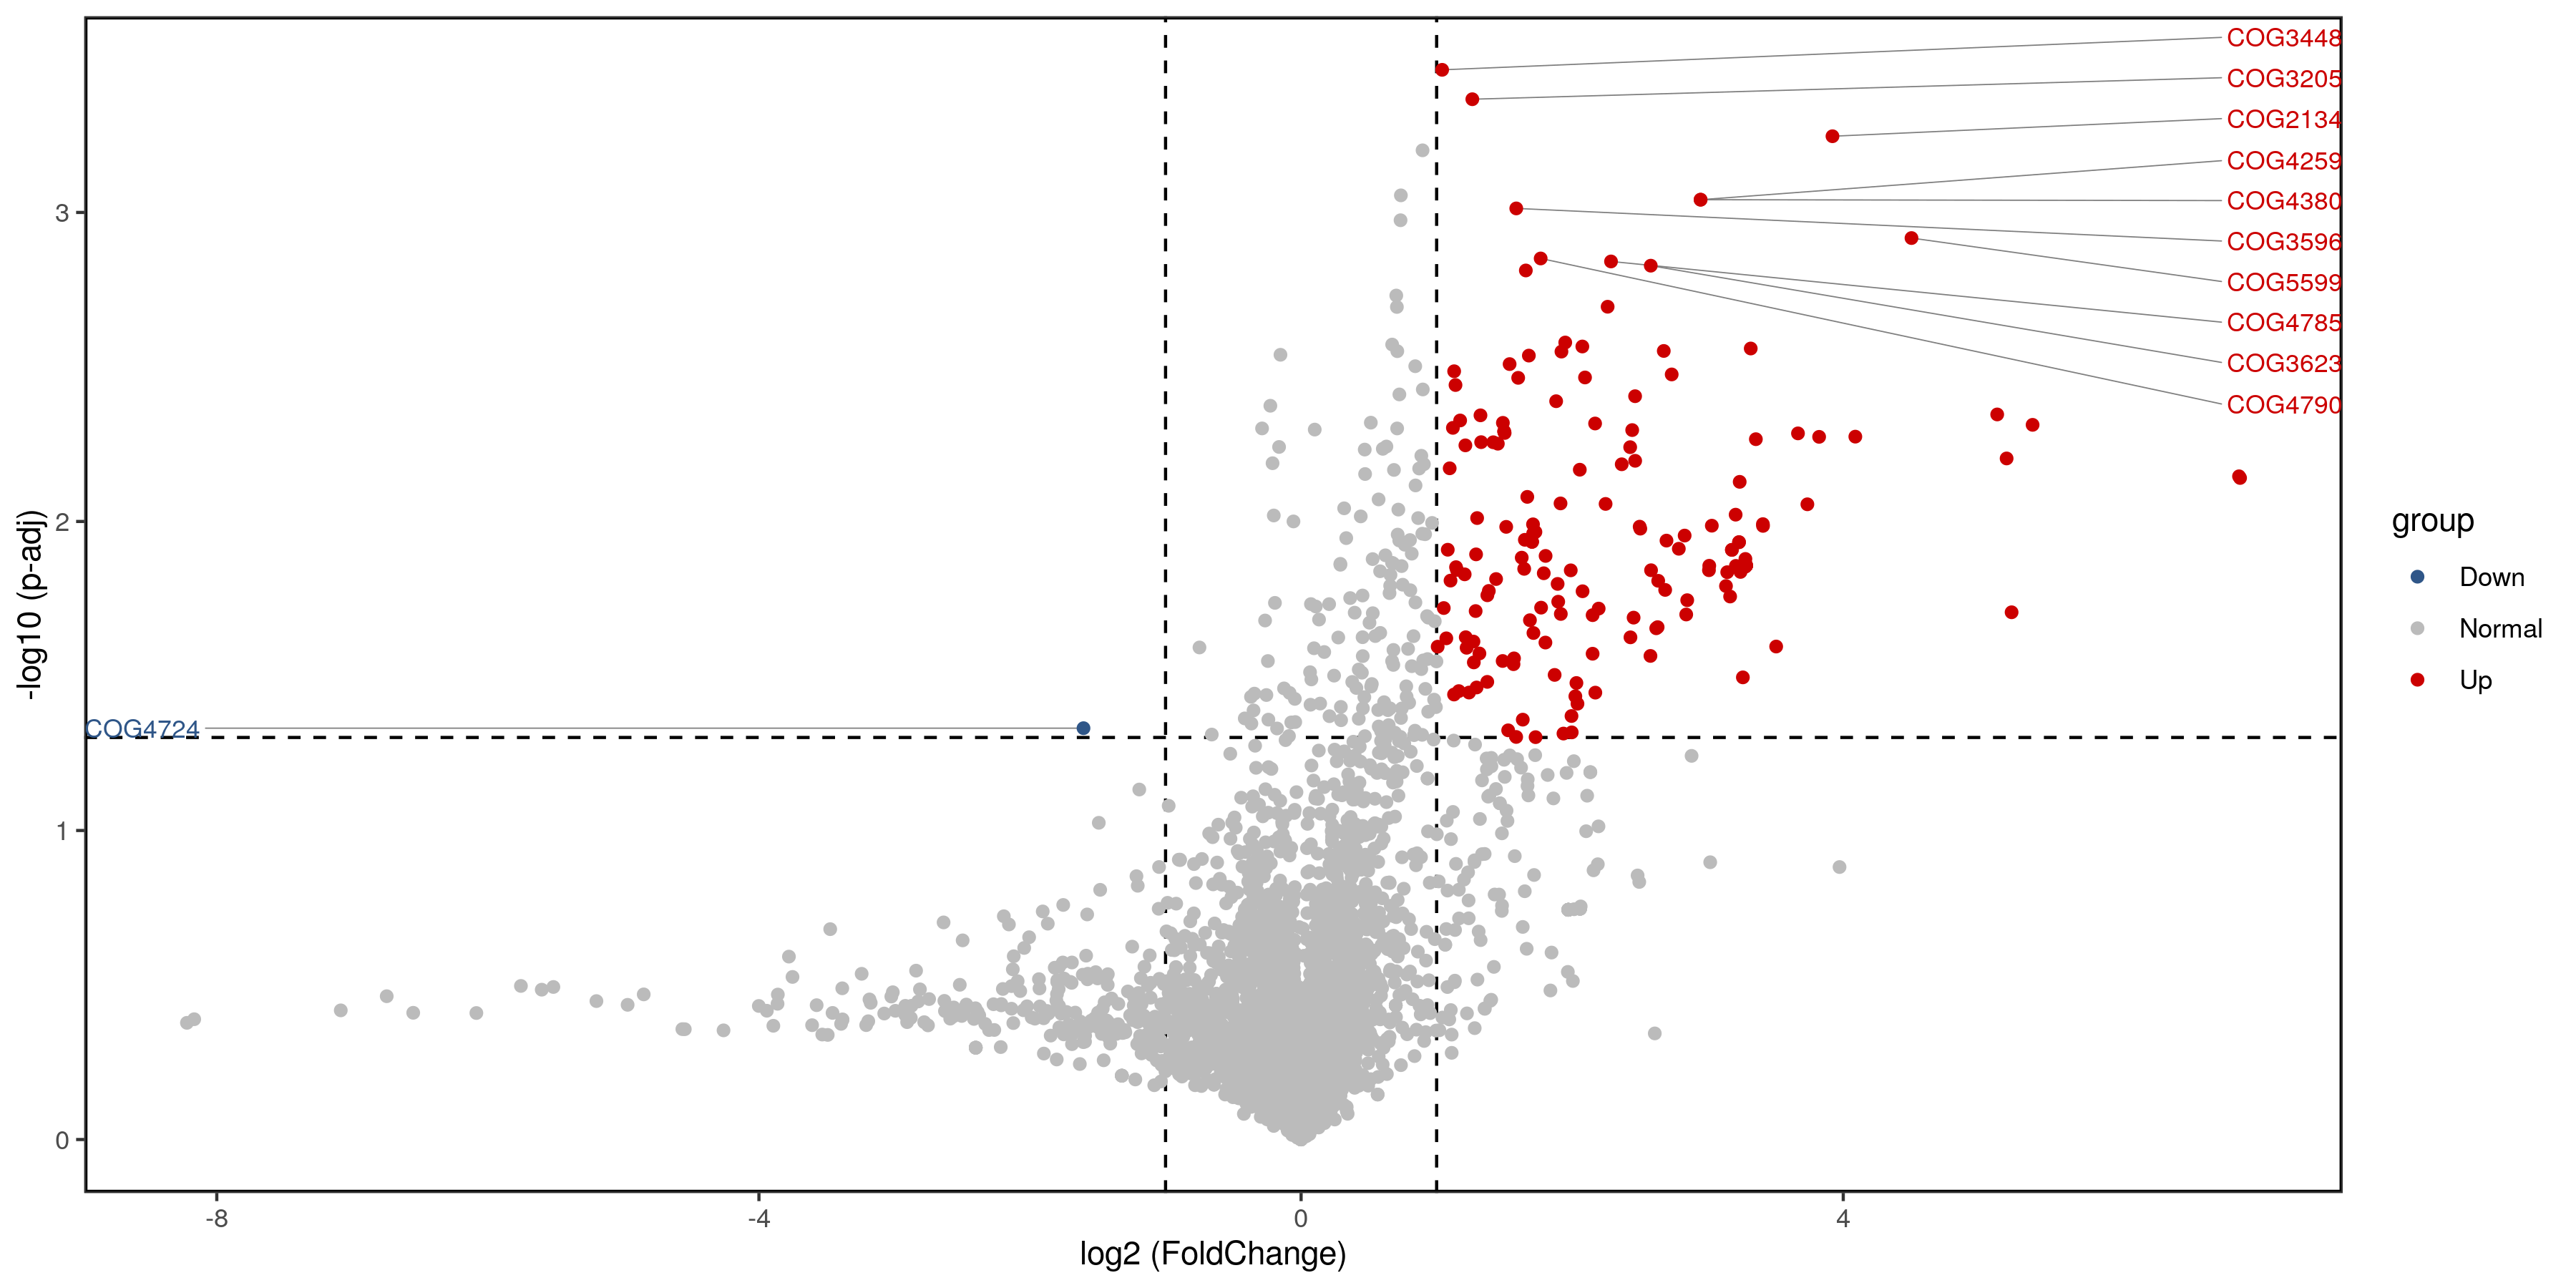 COG3448
COG3205
COG2134
COG4259
COG4380
COG3596
COG5599
COG4785
COG3623
COG4790
COG4724
3
2
1
0
-log10 (p-adj)
-8
-4
0
4
log2 (FoldChange)
group
Down
Normal
Up